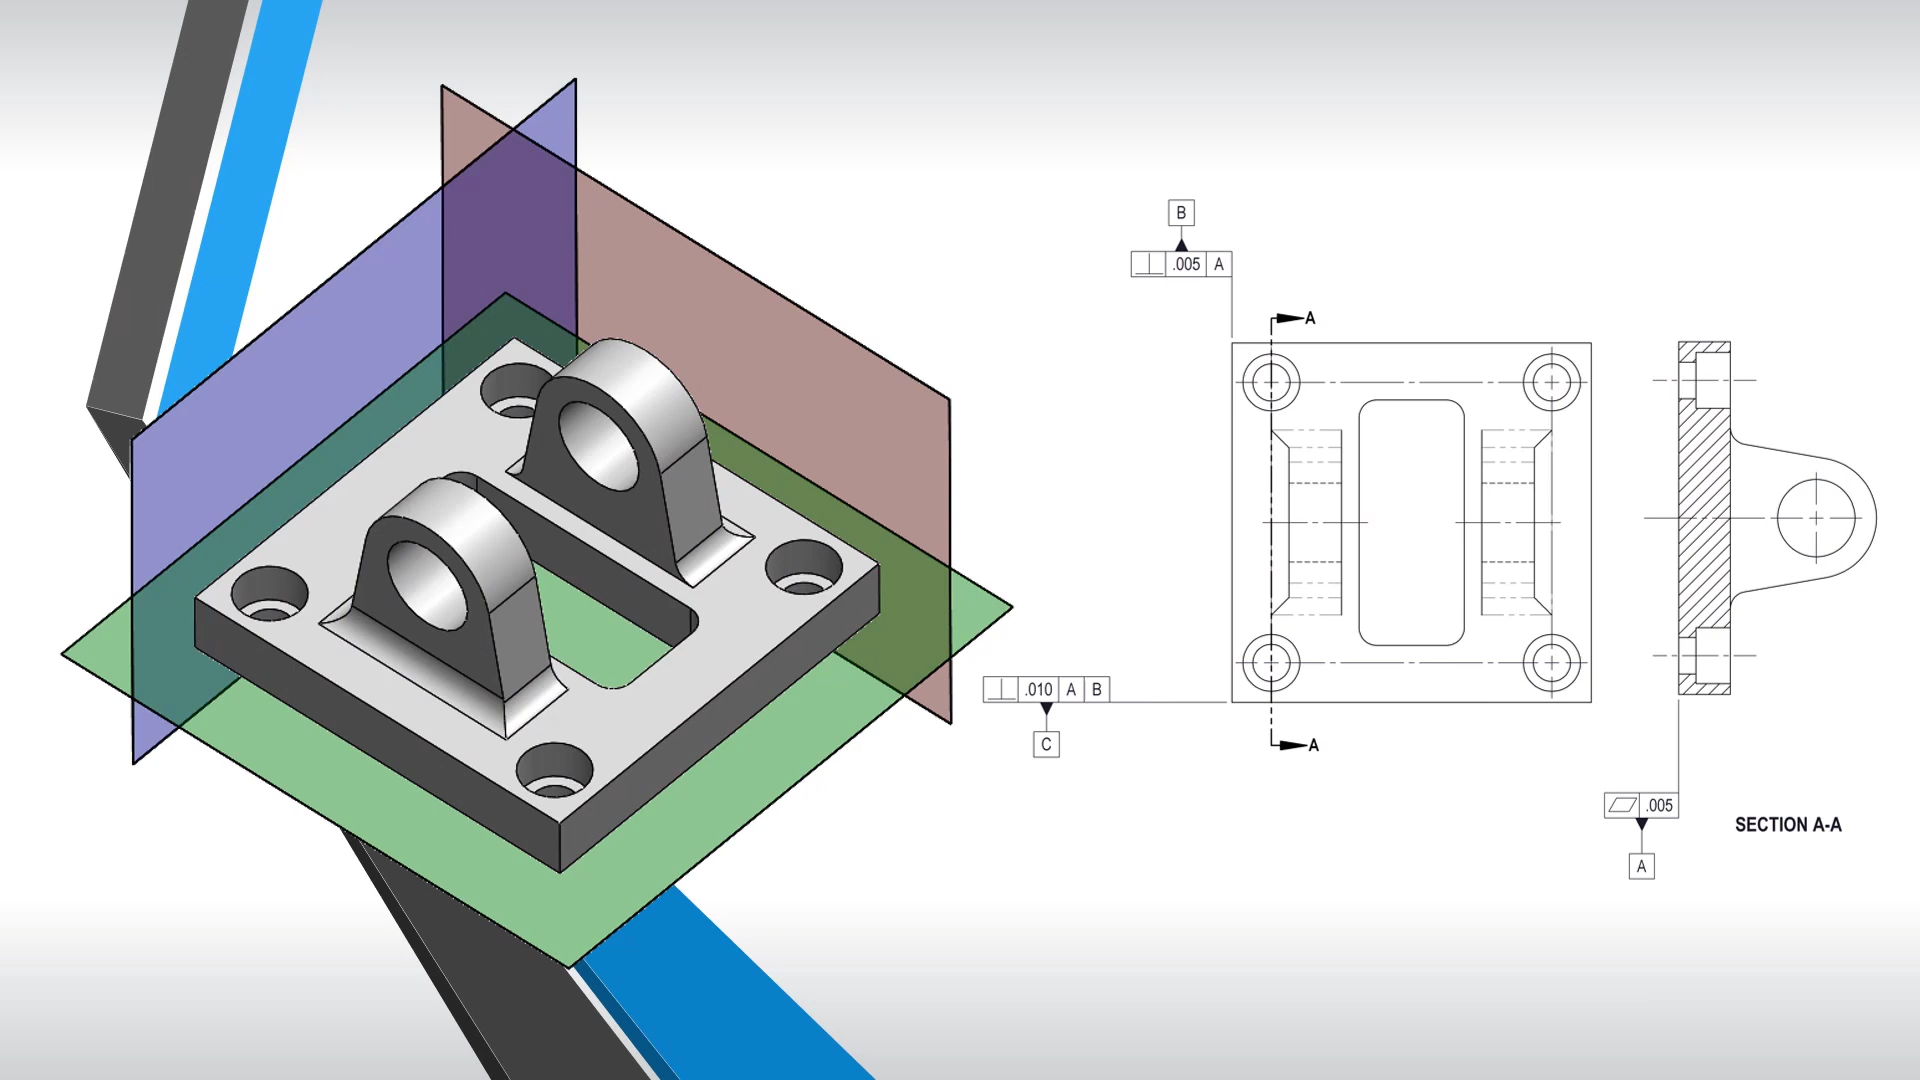 B
⊥ .005 A
A
⊥ .010 A B
C
A
⏥ .005
A
SECTION A-A